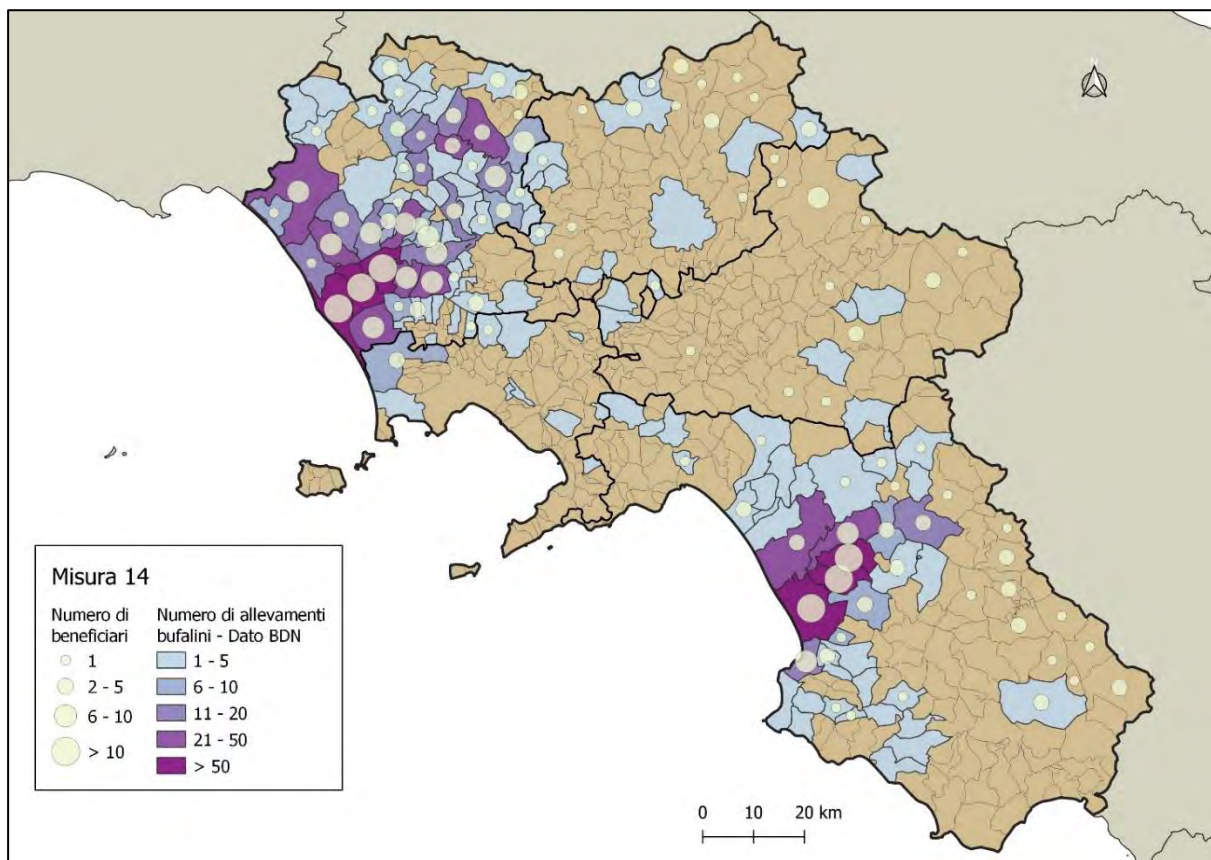 N
Misura 14
Numero di
beneficiari
1
2 - 5
6 - 10
> 10
Numero di allevamenti
bufalini - Dato BDN
1 - 5
6 - 10
11 - 20
21 - 50
> 50
0 10 20 km